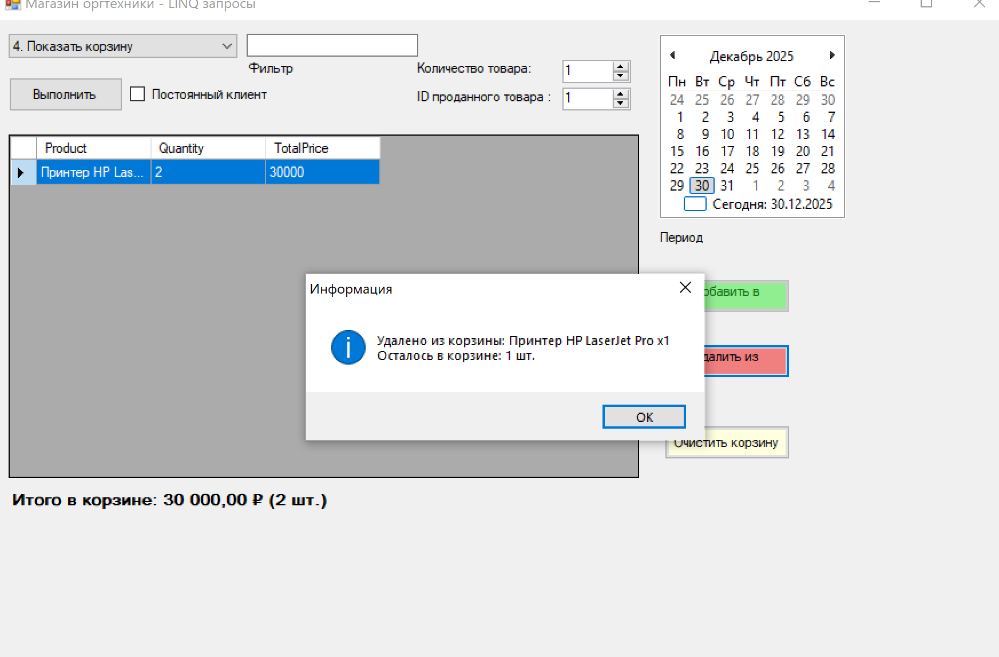 Магазин оргтехники - LINQ запросы
4. Показать корзину
Фильтр
Количество товара: 1
Выполнить
Постоянный клиент
ID проданного товара : 1
Декабрь 2025
Пн Вт Ср Чт Пт Сб Вс
24 25 26 27 28 29 30
1 2 3 4 5 6 7
8 9 10 11 12 13 14
15 16 17 18 19 20 21
22 23 24 25 26 27 28
29 30 31 1 2 3 4
Сегодня: 30.12.2025
Период
Product Quantity TotalPrice
Принтер HP Las... 2 30000
Информация
Удалено из корзины: Принтер HP LaserJet Pro x1
Осталось в корзине: 1 шт.
OK
обавить в
далить из
Очистить корзину
Итого в корзине: 30 000,00 ₽ (2 шт.)